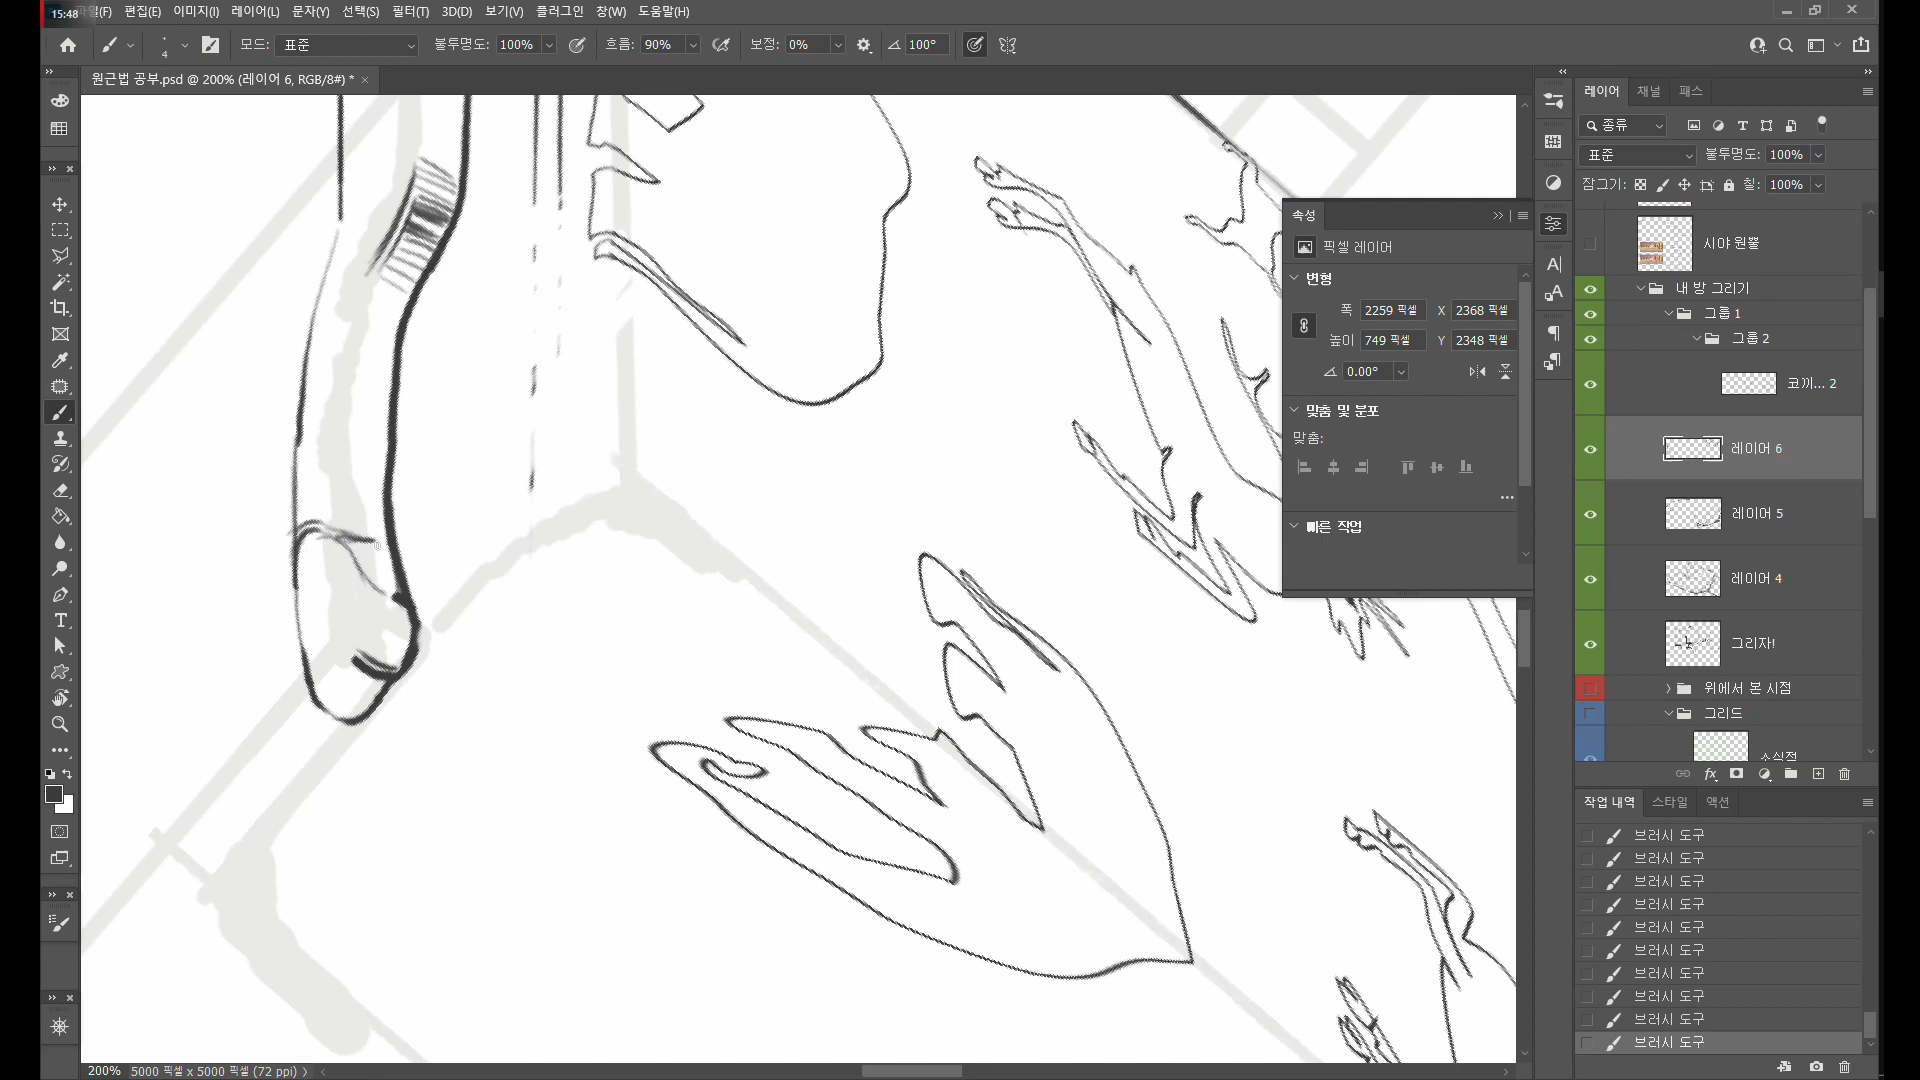 15:48
파일(F) 편집(E) 이미지(I) 레이어(L) 문자(Y) 선택(S) 필터(T) 3D(D) 보기(V) 플러그인 창(W) 도움말(H)
4 모드: 표준 불투명도: 100% 흐름: 90% 보정: 0% 100°
원근법 공부.psd @ 200% (레이어 6, RGB/8#) *
속성
픽셀 레이어
변형
폭 2259 픽셀 X 2368 픽셀
높이 749 픽셀 Y 2348 픽셀
0.00°
맞춤 및 분포
맞춤:
빠른 작업
레이어 채널 패스
종류
표준 불투명도: 100%
잠그기: 칠: 100%
시야 원뿔
내 방 그리기
그룹 1
그룹 2
코끼... 2
레이어 6
레이어 5
레이어 4
그리자!
위에서 본 시점
그리드
소실점
작업 내역 스타일 액션
브러시 도구
브러시 도구
브러시 도구
브러시 도구
브러시 도구
브러시 도구
브러시 도구
브러시 도구
브러시 도구
브러시 도구
200% 5000 픽셀 x 5000 픽셀 (72 ppi)